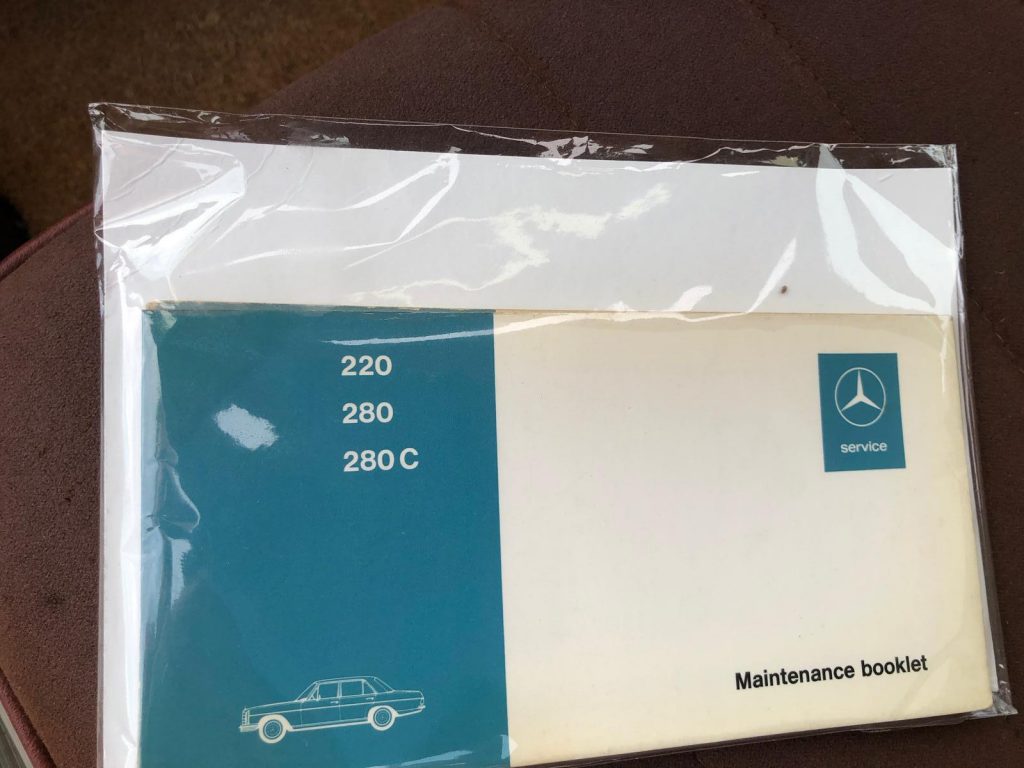 220
280
280 C
service
Maintenance booklet